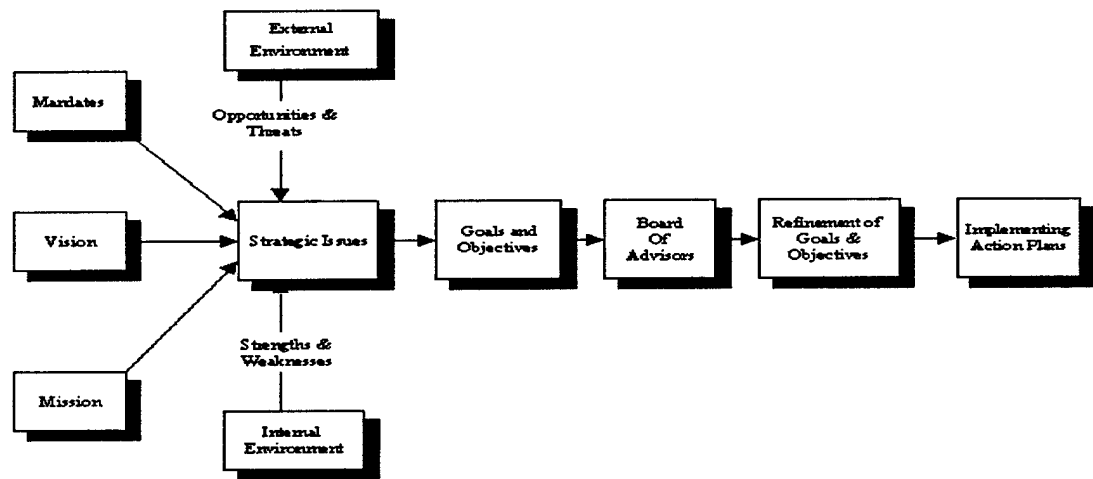 External
Environment
Mandates
Opportunities &
Threats
Vision
Strategic Issues
Goals and
Objectives
Board
Of
Advisors
Refinement of
Goals &
Objectives
Implementing
Action Plans
Strengths &
Weaknesses
Mission
Internal
Environment